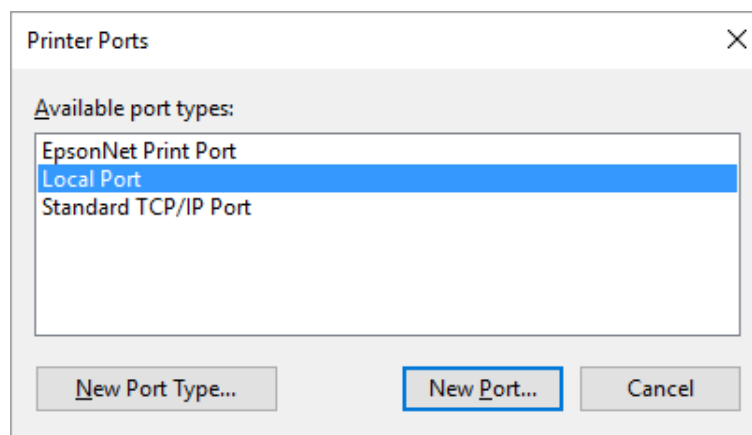 Printer Ports
Available port types:
EpsonNet Print Port
Local Port
Standard TCP/IP Port
New Port Type... New Port... Cancel